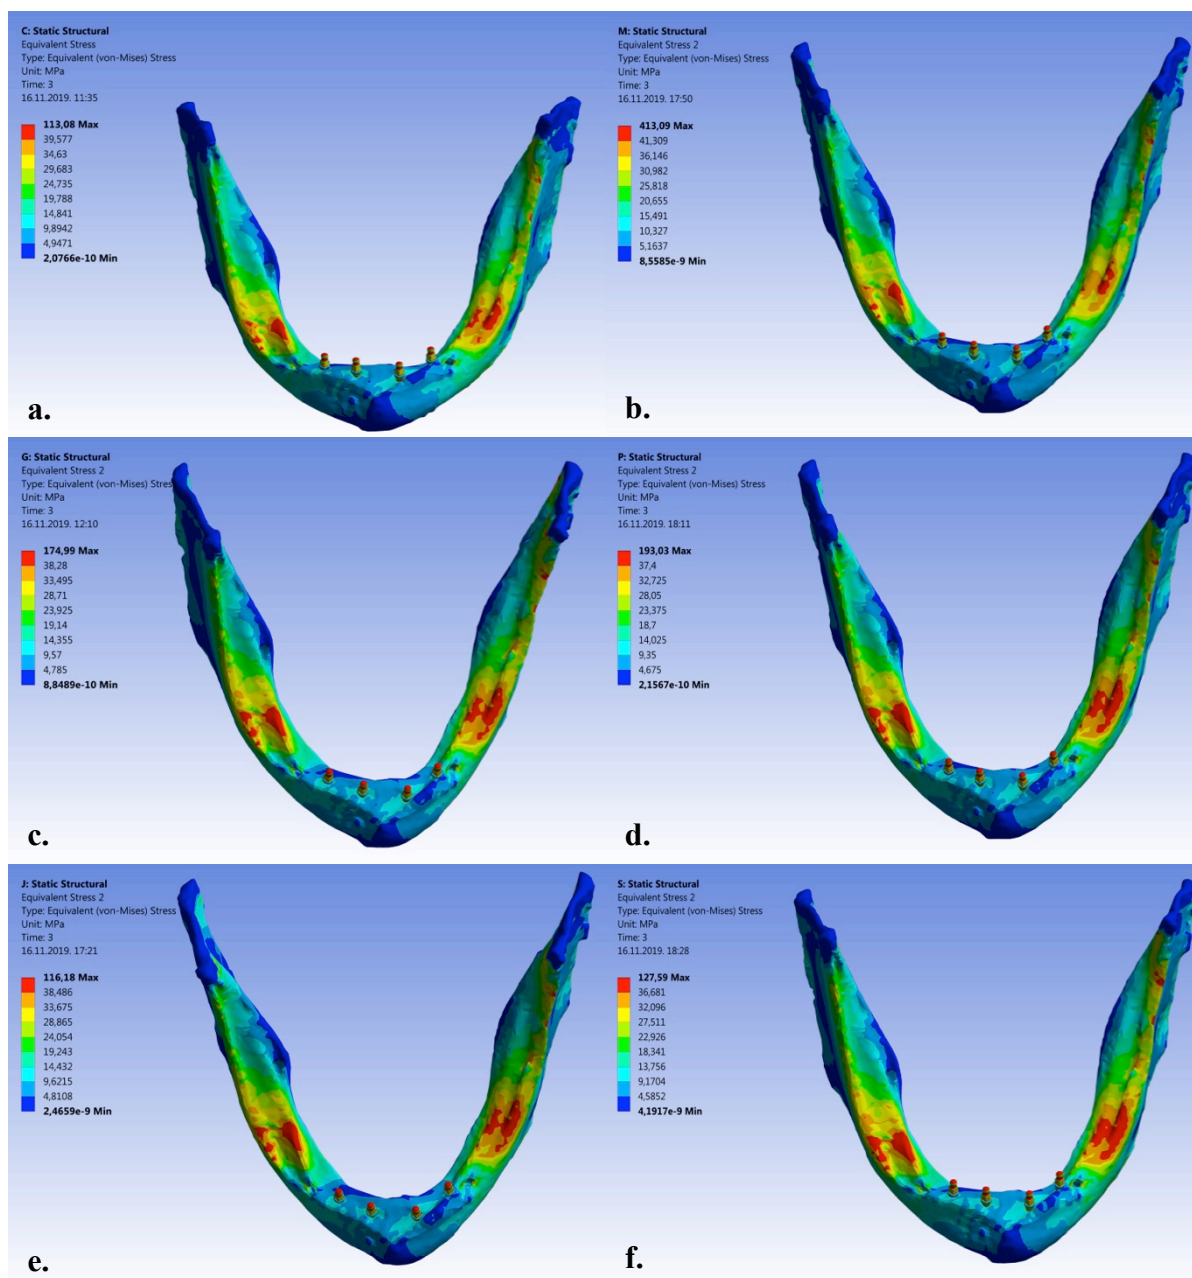 C: Static Structural
Equivalent Stress
Type: Equivalent (von-Mises) Stress
Unit: MPa
Time: 3
16.11.2019. 11:35
113,08 Max
39,577
34,63
29,683
24,735
19,788
14,841
9,8942
4,9471
2,0766e-10 Min
a.
M: Static Structural
Equivalent Stress 2
Type: Equivalent (von-Mises) Stress
Unit: MPa
Time: 3
16.11.2019. 17:50
413,09 Max
41,309
36,146
30,982
25,818
20,655
15,491
10,327
5,1637
8,5585e-9 Min
b.
G: Static Structural
Equivalent Stress 2
Type: Equivalent (von-Mises) Stres
Unit: MPa
Time: 3
16.11.2019. 12:10
174,99 Max
38,28
33,495
28,71
23,925
19,14
14,355
9,57
4,785
8,8489e-10 Min
c.
P: Static Structural
Equivalent Stress 2
Type: Equivalent (von-Mises) Stress
Unit: MPa
Time: 3
16.11.2019. 18:11
193,03 Max
37,4
32,725
28,05
23,375
18,7
14,025
9,35
4,675
2,1567e-10 Min
d.
J: Static Structural
Equivalent Stress 2
Type: Equivalent (von-Mises) Stress
Unit: MPa
Time: 3
16.11.2019. 17:21
116,18 Max
38,486
33,675
28,865
24,054
19,243
14,432
9,6215
4,8108
2,4659e-9 Min
e.
S: Static Structural
Equivalent Stress 2
Type: Equivalent (von-Mises) Stress
Unit: MPa
Time: 3
16.11.2019. 18:28
127,59 Max
36,681
32,096
27,511
22,926
18,341
13,756
9,1704
4,5852
4,1917e-9 Min
f.